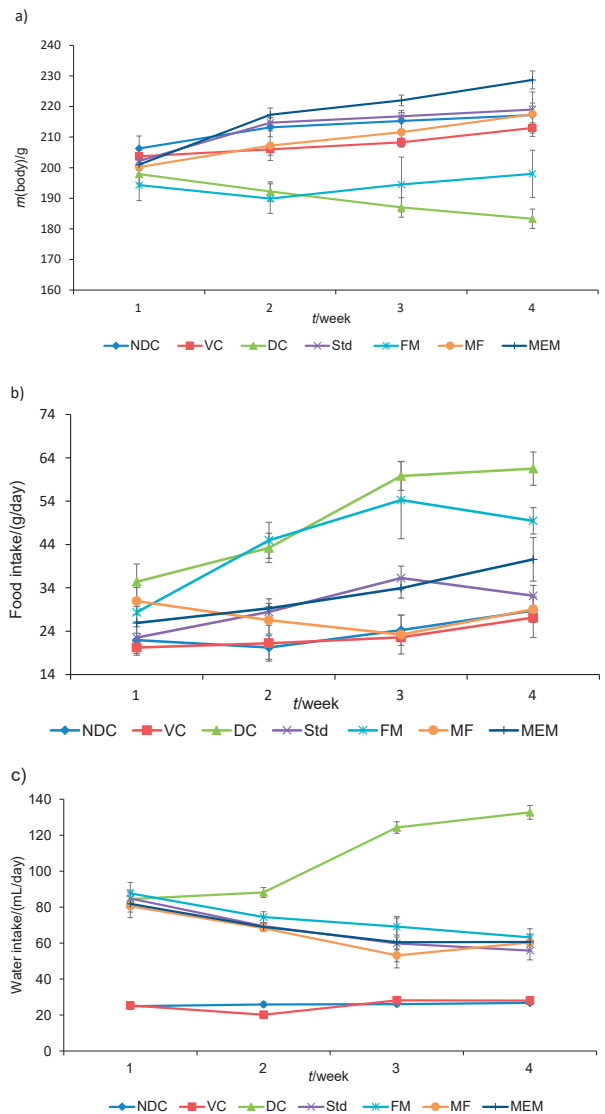 a)
240
230
220
210
200
190
180
170
160
m(body)/g
1 2 3 4
t/week
NDC VC DC Std FM MF MEM
b)
74
64
54
44
34
24
14
Food intake/(g/day)
1 2 3 4
t/week
NDC VC DC Std FM MF MEM
c)
140
120
100
80
60
40
20
0
Water intake/(mL/day)
1 2 3 4
t/week
NDC VC DC Std FM MF MEM